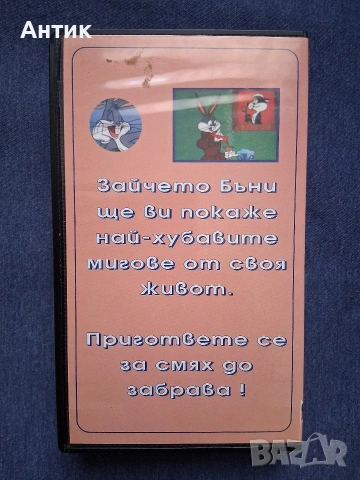 Антик
Зайчето Бъни
ще ви покаже
най-хубавите
мигове от своя
живот.
Пригответе се
за смях до
забрава !
BAZAR